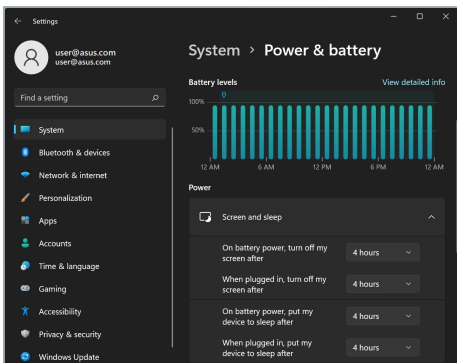 Settings
user@asus.com
user@asus.com
Find a setting
System
Bluetooth & devices
Network & internet
Personalization
Apps
Accounts
Time & language
Gaming
Accessibility
Privacy & security
Windows Update
System > Power & battery
Battery levels
View detailed info
100%
50%
12 AM
6 AM
12 PM
6 PM
12 AM
Power
Screen and sleep
On battery power, turn off my
screen after
4 hours
When plugged in, turn off my
screen after
4 hours
On battery power, put my
device to sleep after
4 hours
When plugged in, put my
device to sleep after
4 hours